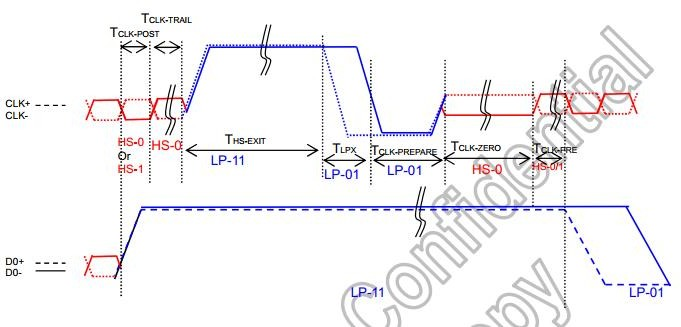 TCLK-TRAIL
TCLK-POST
CLK+
CLK-
HS-0
Or
HS-1
HS-0
THS-EXIT
LP-11
TLPX
LP-01
TCLK-PREPARE
LP-01
TCLK-ZERO
HS-0
TCLK-PRE
HS-0/1
D0+
D0-
LP-11
LP-01
Confidential
opy